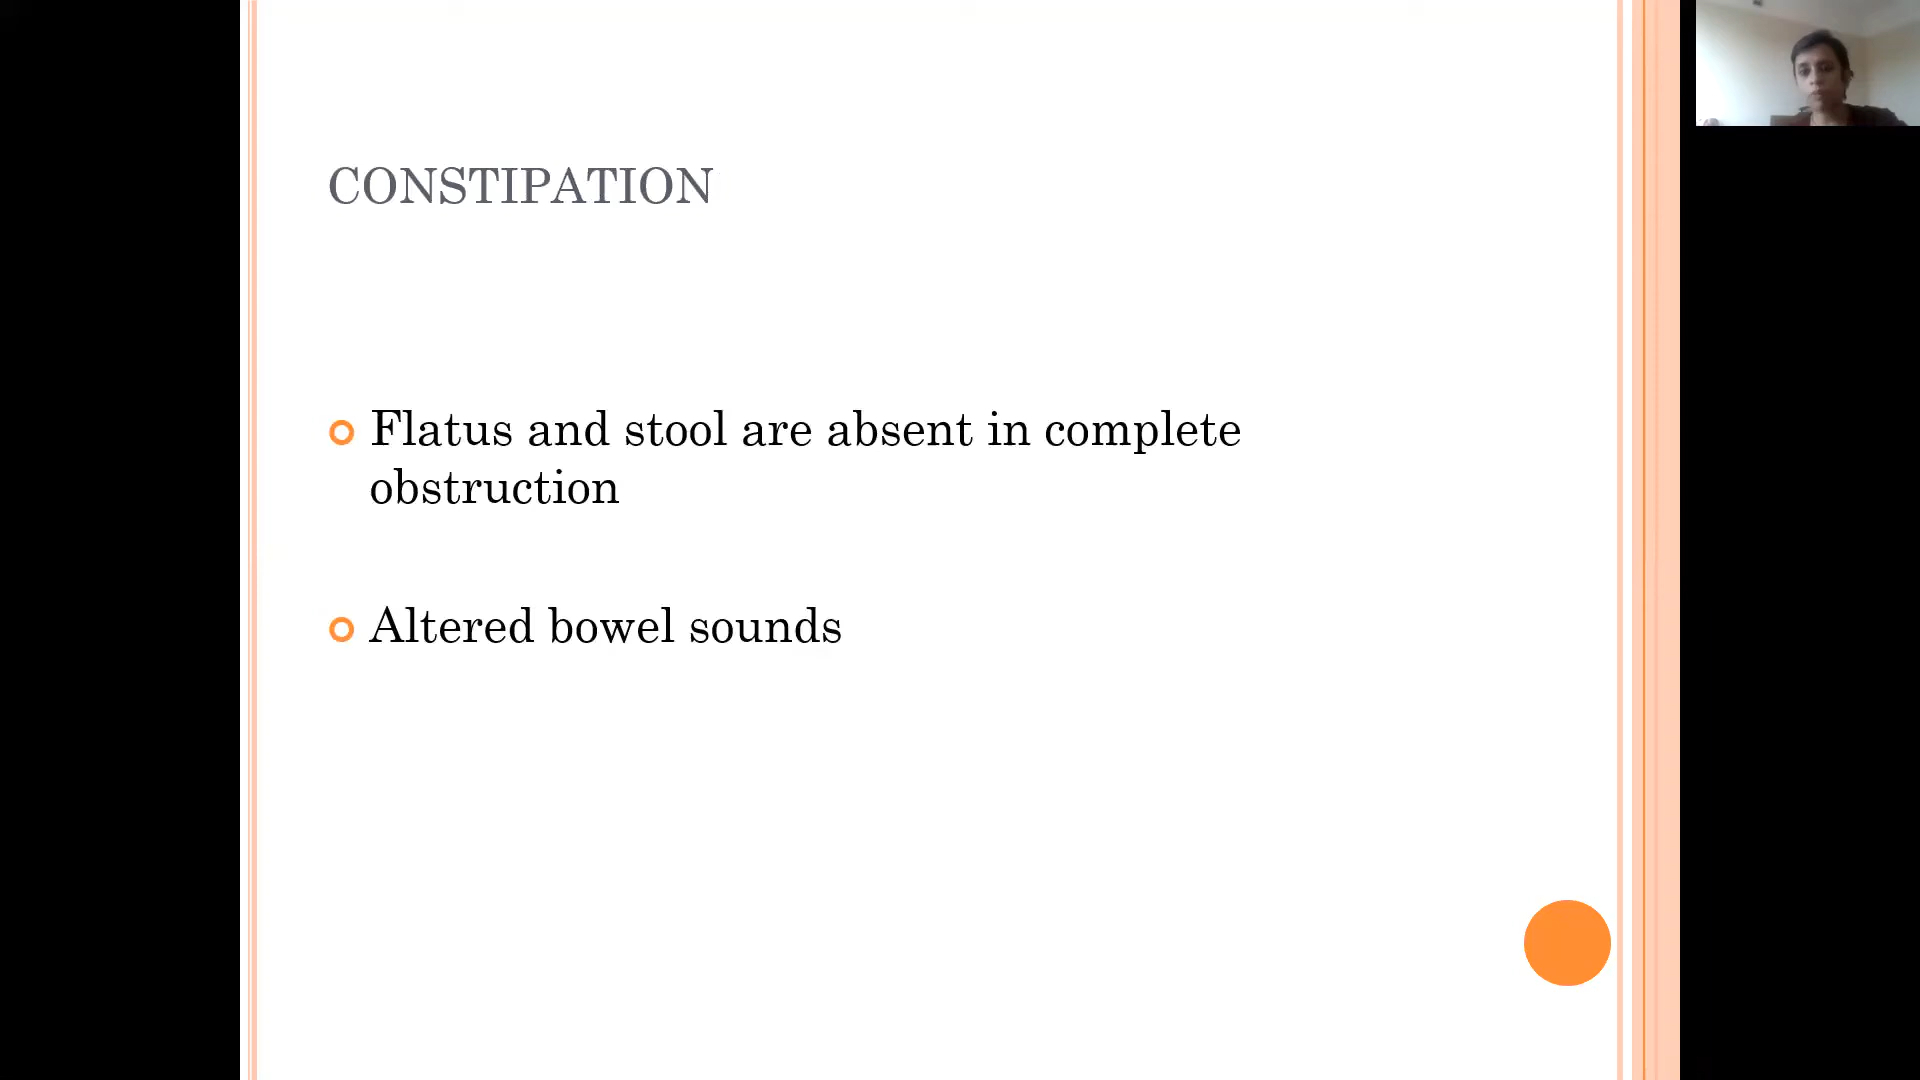 CONSTIPATION
Flatus and stool are absent in complete
obstruction
Altered bowel sounds